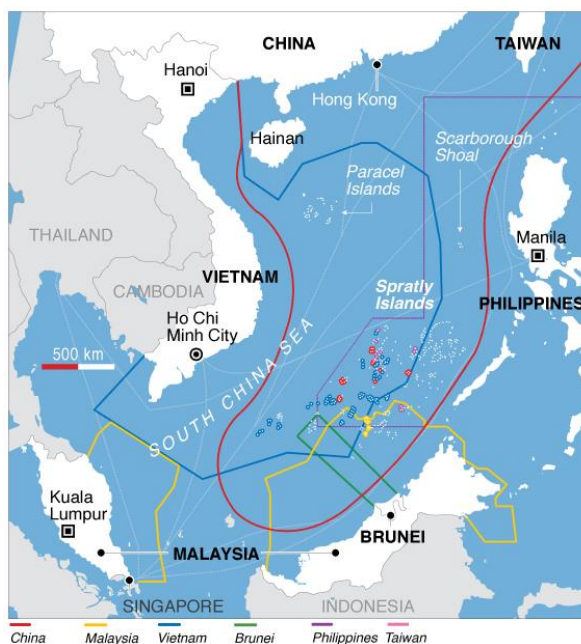 CHINA
TAIWAN
Hanoi
Hong Kong
Hainan
Scarborough
Shoal
Paracel
Islands
THAILAND
Manila
VIETNAM
CAMBODIA
Spratly
Islands
PHILIPPINES
Ho Chi
Minh City
500 km
SOUTH CHINA SEA
Kuala
Lumpur
BRUNEI
MALAYSIA
SINGAPORE
INDONESIA
China
Malaysia
Vietnam
Brunei
Philippines
Taiwan